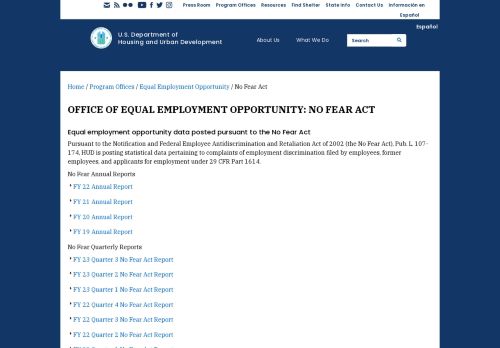 Press Room Program Offices Resources Find Shelter State Info Contact Us Información en Español
Español
U.S. Department of
Housing and Urban Development
About Us What We Do Search
Home / Program Offices / Equal Employment Opportunity / No Fear Act
OFFICE OF EQUAL EMPLOYMENT OPPORTUNITY: NO FEAR ACT
Equal employment opportunity data posted pursuant to the No Fear Act
Pursuant to the Notification and Federal Employee Antidiscrimination and Retaliation Act of 2002 (the No Fear Act), Pub. L. 107-
174, HUD is posting statistical data pertaining to complaints of employment discrimination filed by employees, former
employees, and applicants for employment under 29 CFR Part 1614.
No Fear Annual Reports
FY 22 Annual Report
FY 21 Annual Report
FY 20 Annual Report
FY 19 Annual Report
No Fear Quarterly Reports
FY 23 Quarter 3 No Fear Act Report
FY 23 Quarter 2 No Fear Act Report
FY 23 Quarter 1 No Fear Act Report
FY 22 Quarter 4 No Fear Act Report
FY 22 Quarter 3 No Fear Act Report
FY 22 Quarter 2 No Fear Act Report